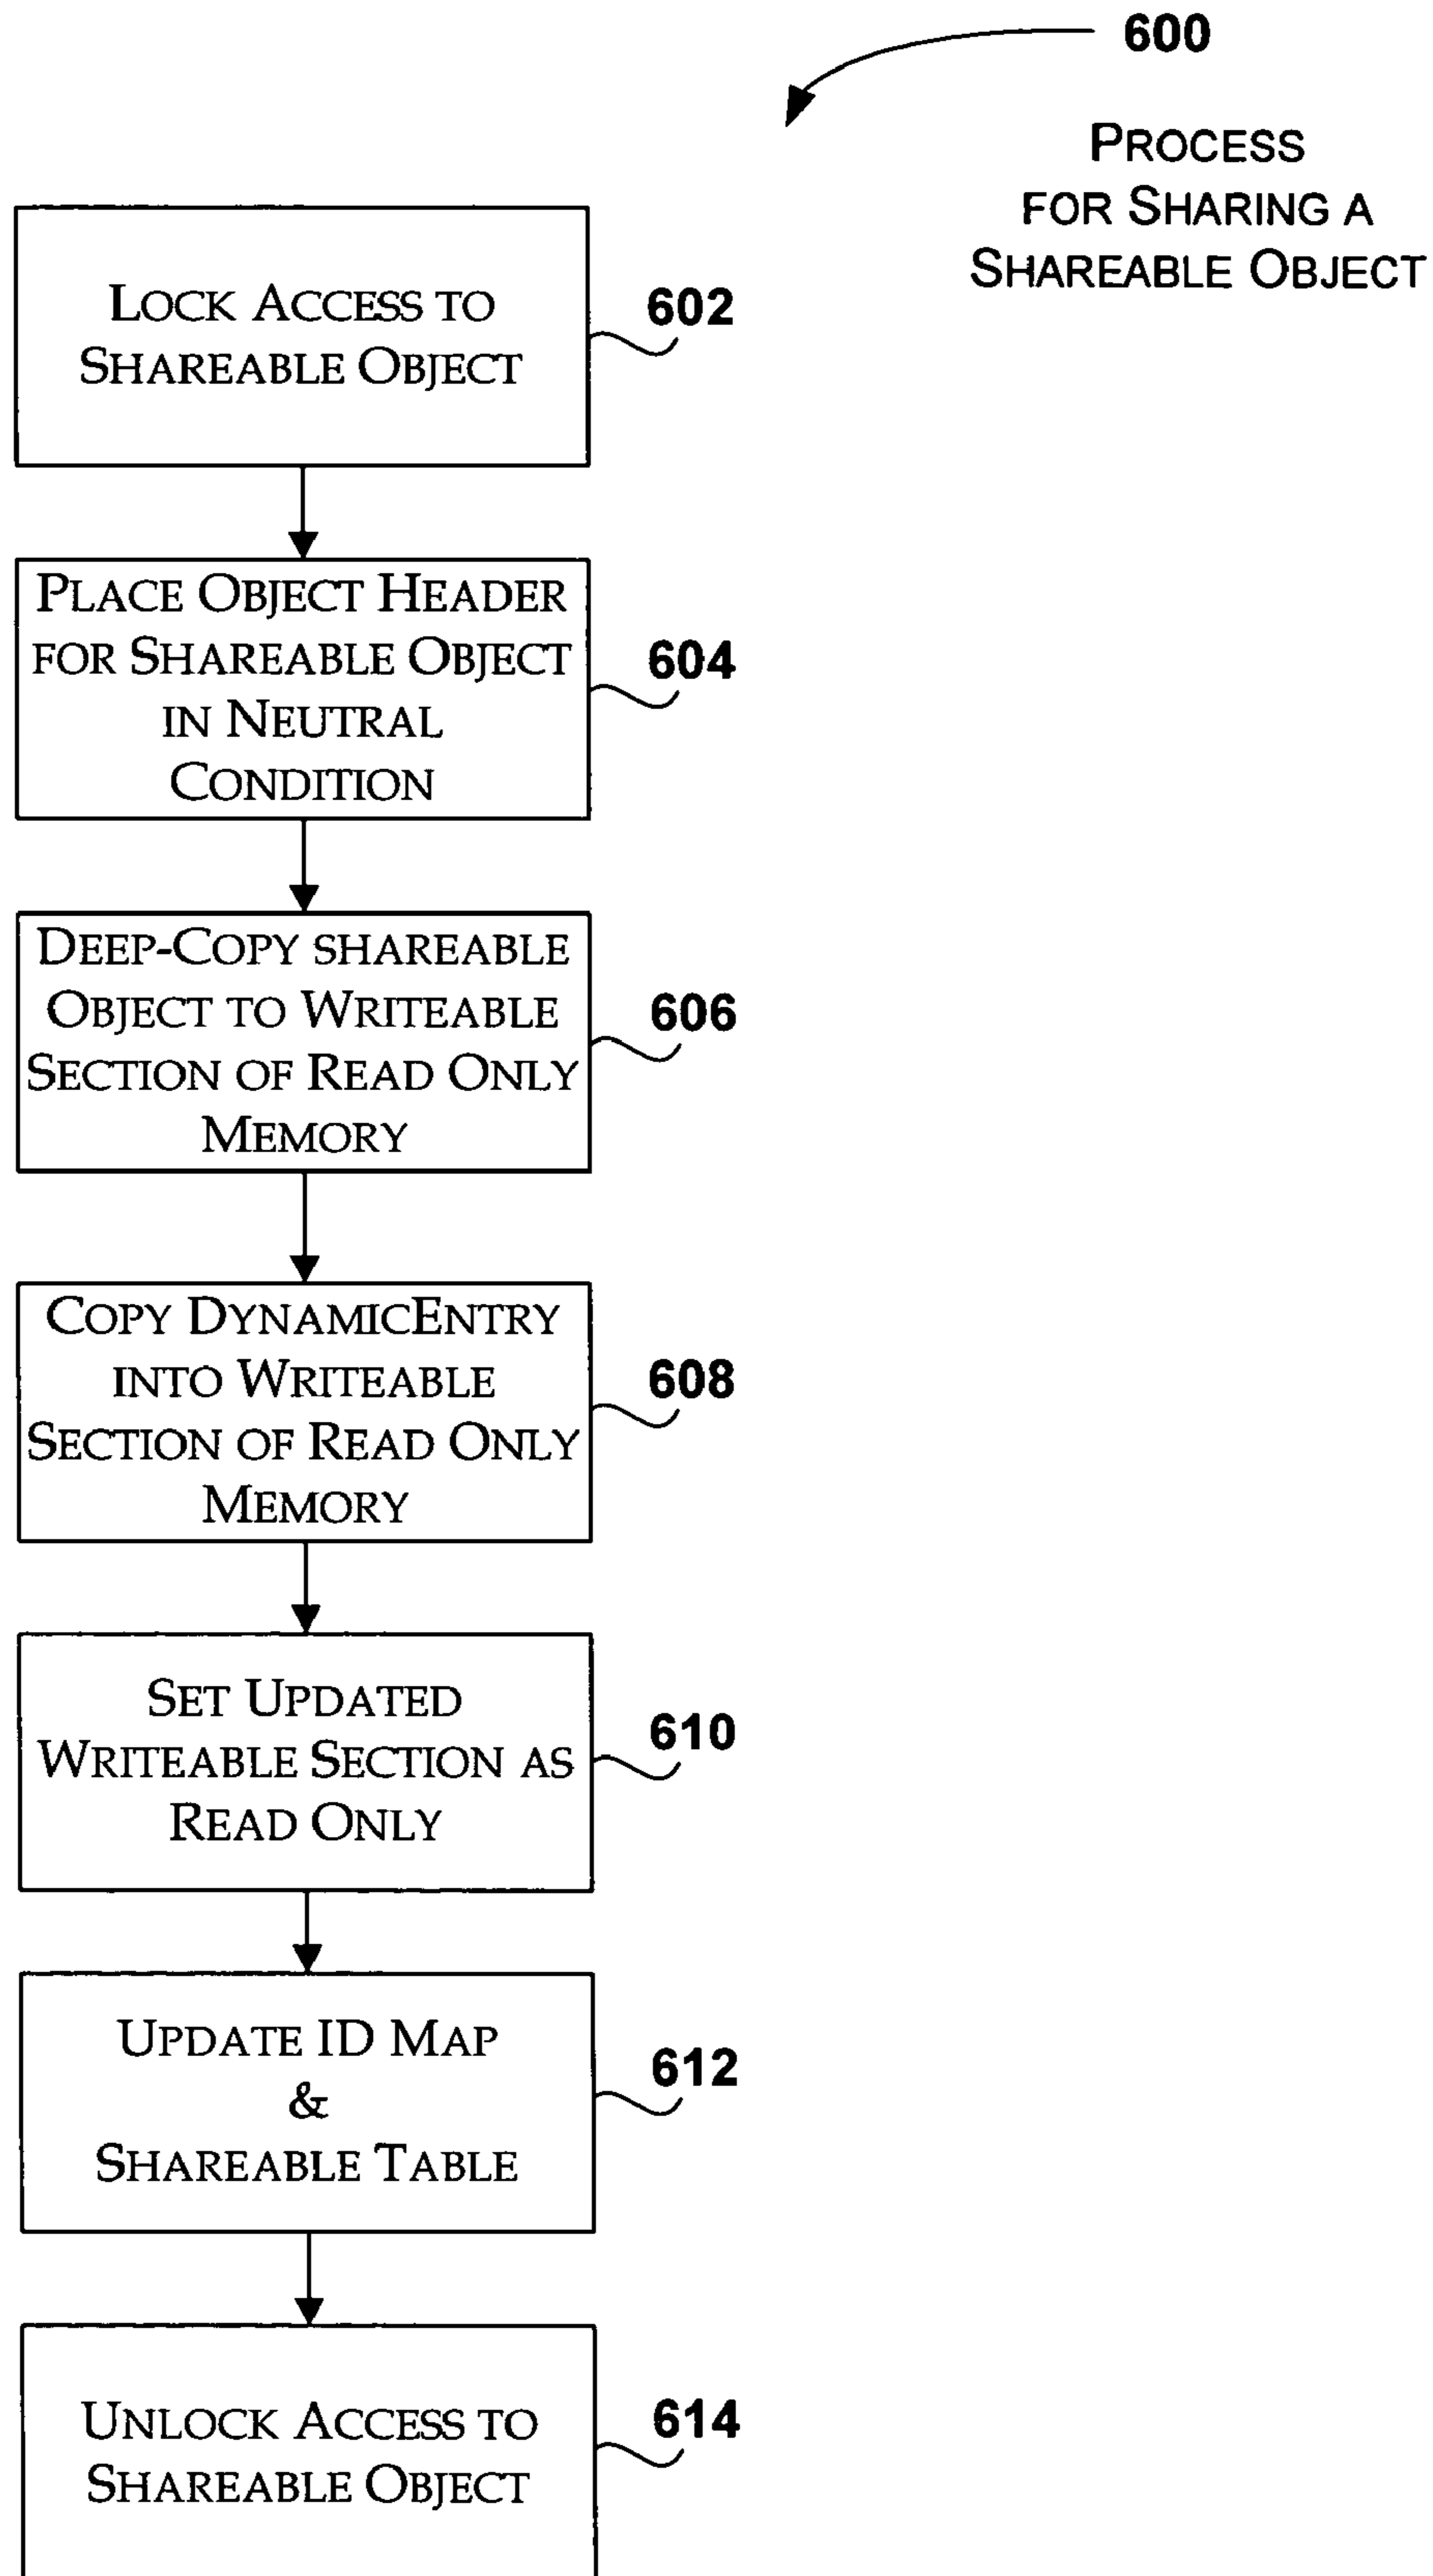 600
PROCESS
FOR SHARING A
SHAREABLE OBJECT
LOCK ACCESS TO
SHAREABLE OBJECT
602
PLACE OBJECT HEADER
FOR SHAREABLE OBJECT
IN NEUTRAL
CONDITION
604
DEEP-COPY SHAREABLE
OBJECT TO WRITEABLE
SECTION OF READ ONLY
MEMORY
606
COPY DYNAMICENTRY
INTO WRITEABLE
SECTION OF READ ONLY
MEMORY
608
SET UPDATED
WRITEABLE SECTION AS
READ ONLY
610
UPDATE ID MAP
&
SHAREABLE TABLE
612
UNLOCK ACCESS TO
SHAREABLE OBJECT
614